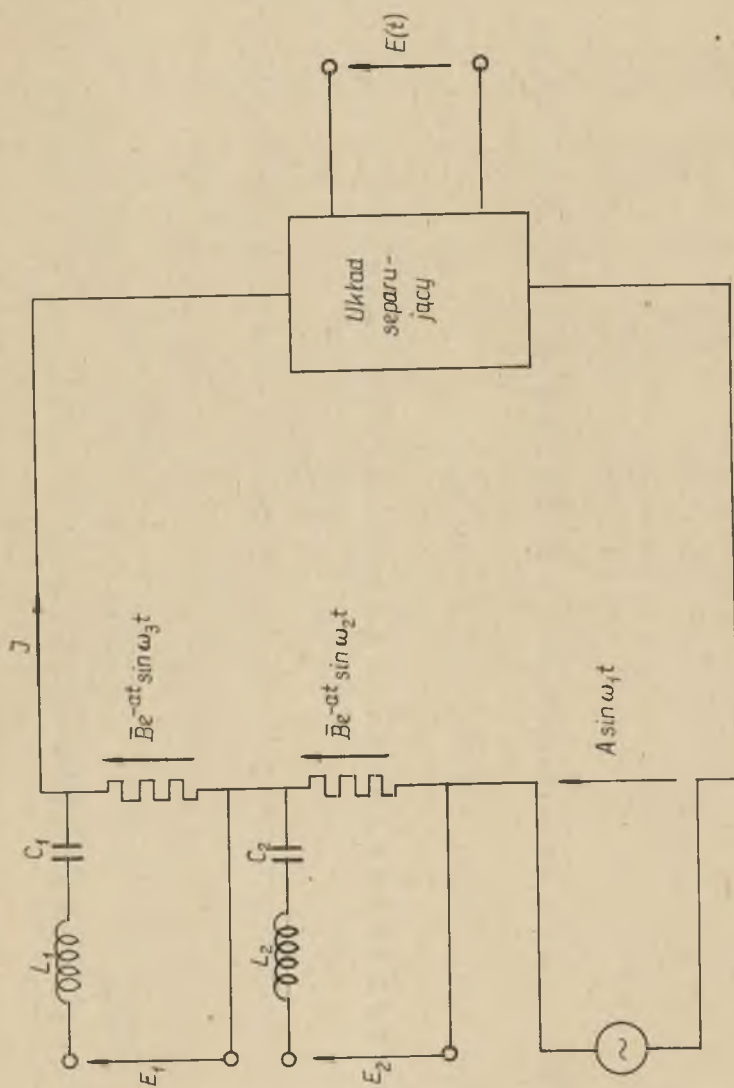 E(t)
Układ
separu-
jący
J
B̅e⁻ᵃᵗ sin ω₃t
B̅e⁻ᵃᵗ sin ω₂t
A sin ω₁t
C₁
L₁
E₁
C₂
L₂
E₂
~